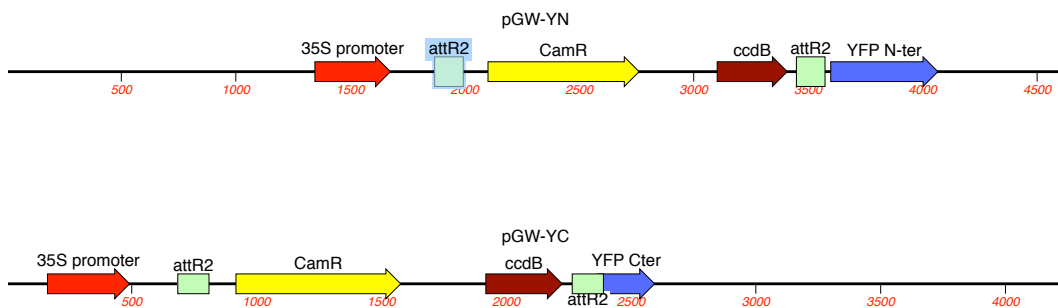 pGW-YN
35S promoter attR2 CamR ccdB attR2 YFP N-ter
500 1000 1500 2000 2500 3000 3500 4000 4500
pGW-YC
35S promoter attR2 CamR ccdB YFP Cter
attR2
500 1000 1500 2000 2500 3000 3500 4000